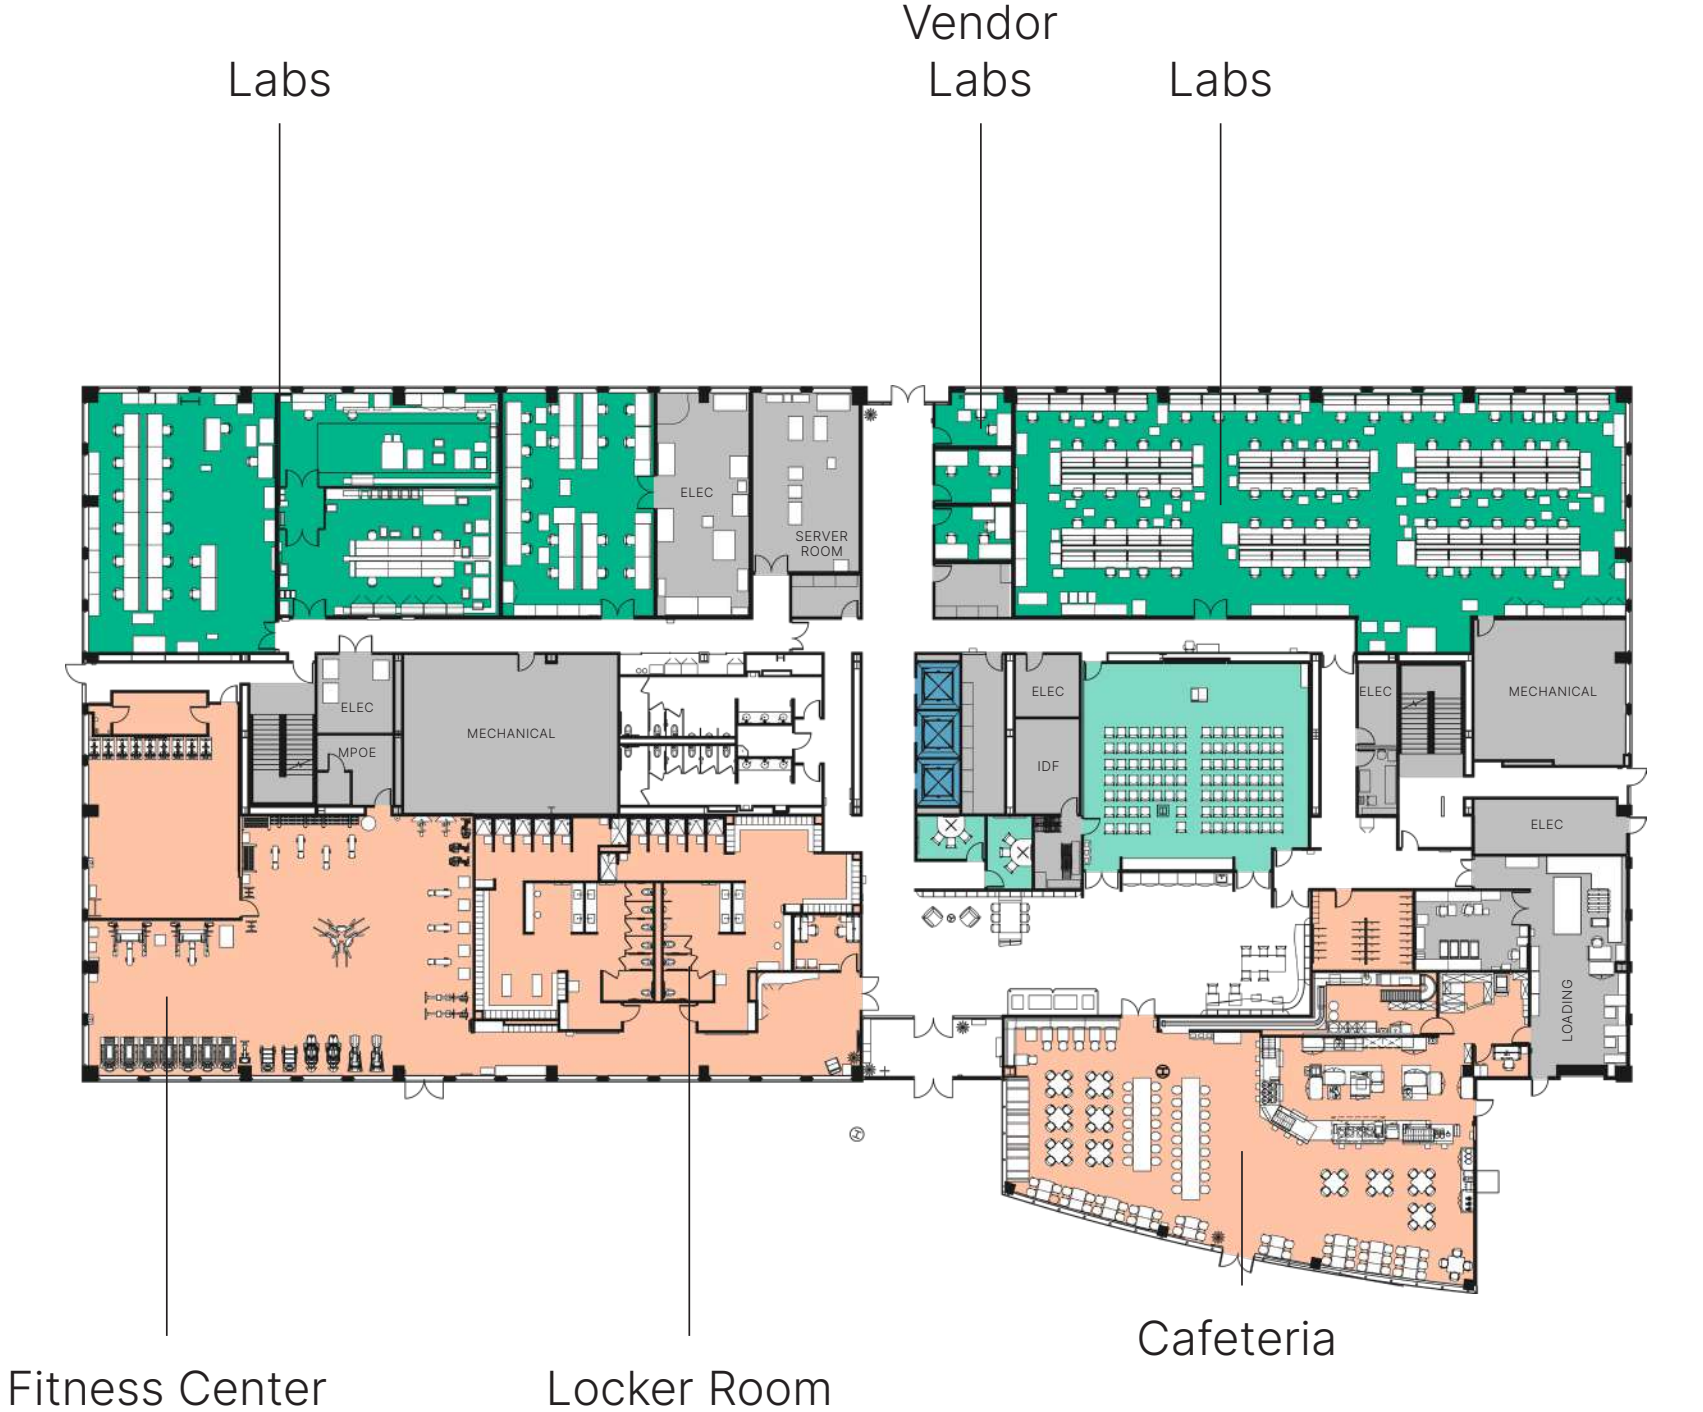 Vendor
Labs
Labs
Labs
ELEC
SERVER
ROOM
ELEC
MPOE
MECHANICAL
ELEC
IDF
ELEC
MECHANICAL
ELEC
LOADING
Cafeteria
Fitness Center
Locker Room